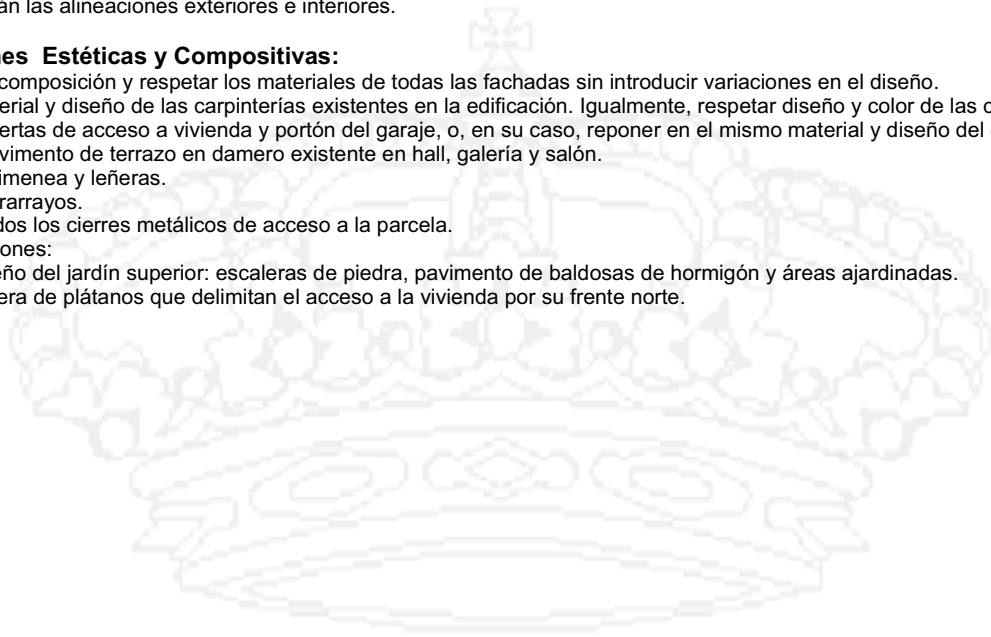 án las alineaciones exteriores e interiores.
nes Estéticas y Compositivas:
composición y respetar los materiales de todas las fachadas sin introducir variaciones en el diseño.
erial y diseño de las carpinterías existentes en la edificación. Igualmente, respetar diseño y color de las c
ertas de acceso a vivienda y portón del garaje, o, en su caso, reponer en el mismo material y diseño del
vimento de terrazo en damero existente en hall, galería y salón.
imenea y leñeras.
rarrayos.
dos los cierres metálicos de acceso a la parcela.
ones:
eño del jardín superior: escaleras de piedra, pavimento de baldosas de hormigón y áreas ajardinadas.
era de plátanos que delimitan el acceso a la vivienda por su frente norte.